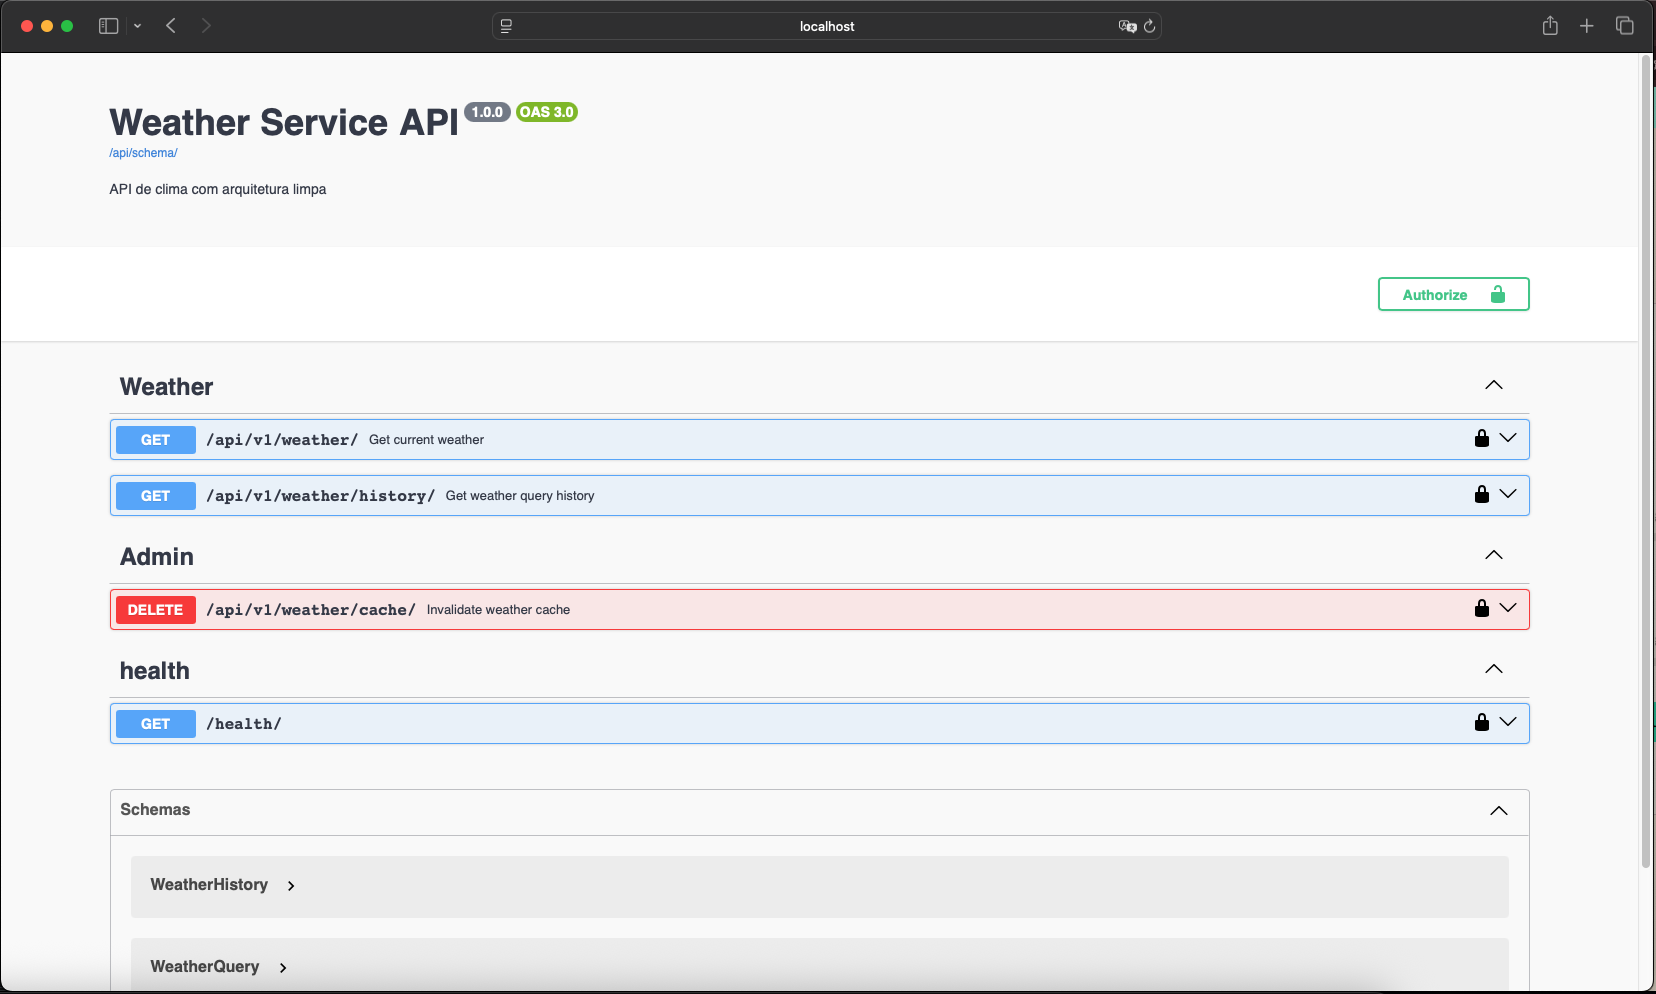 localhost
Weather Service API 1.0.0 OAS 3.0
/api/schema/
API de clima com arquitetura limpa
Authorize
Weather
GET /api/v1/weather/ Get current weather
GET /api/v1/weather/history/ Get weather query history
Admin
DELETE /api/v1/weather/cache/ Invalidate weather cache
health
GET /health/
Schemas
WeatherHistory
WeatherQuery